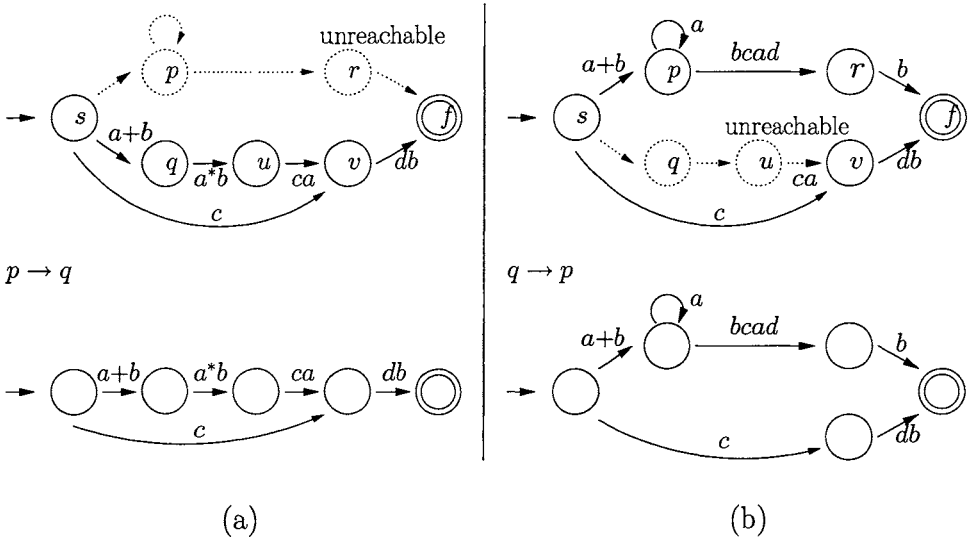 unreachable
p
r
s
a+b
f
q
a*b
u
ca
v
db
c
p → q
a+b
a*b
ca
db
c
(a)
a
a+b
p
bcad
r
b
s
unreachable
f
q
u
ca
v
db
c
q → p
a
a+b
bcad
b
c
db
(b)